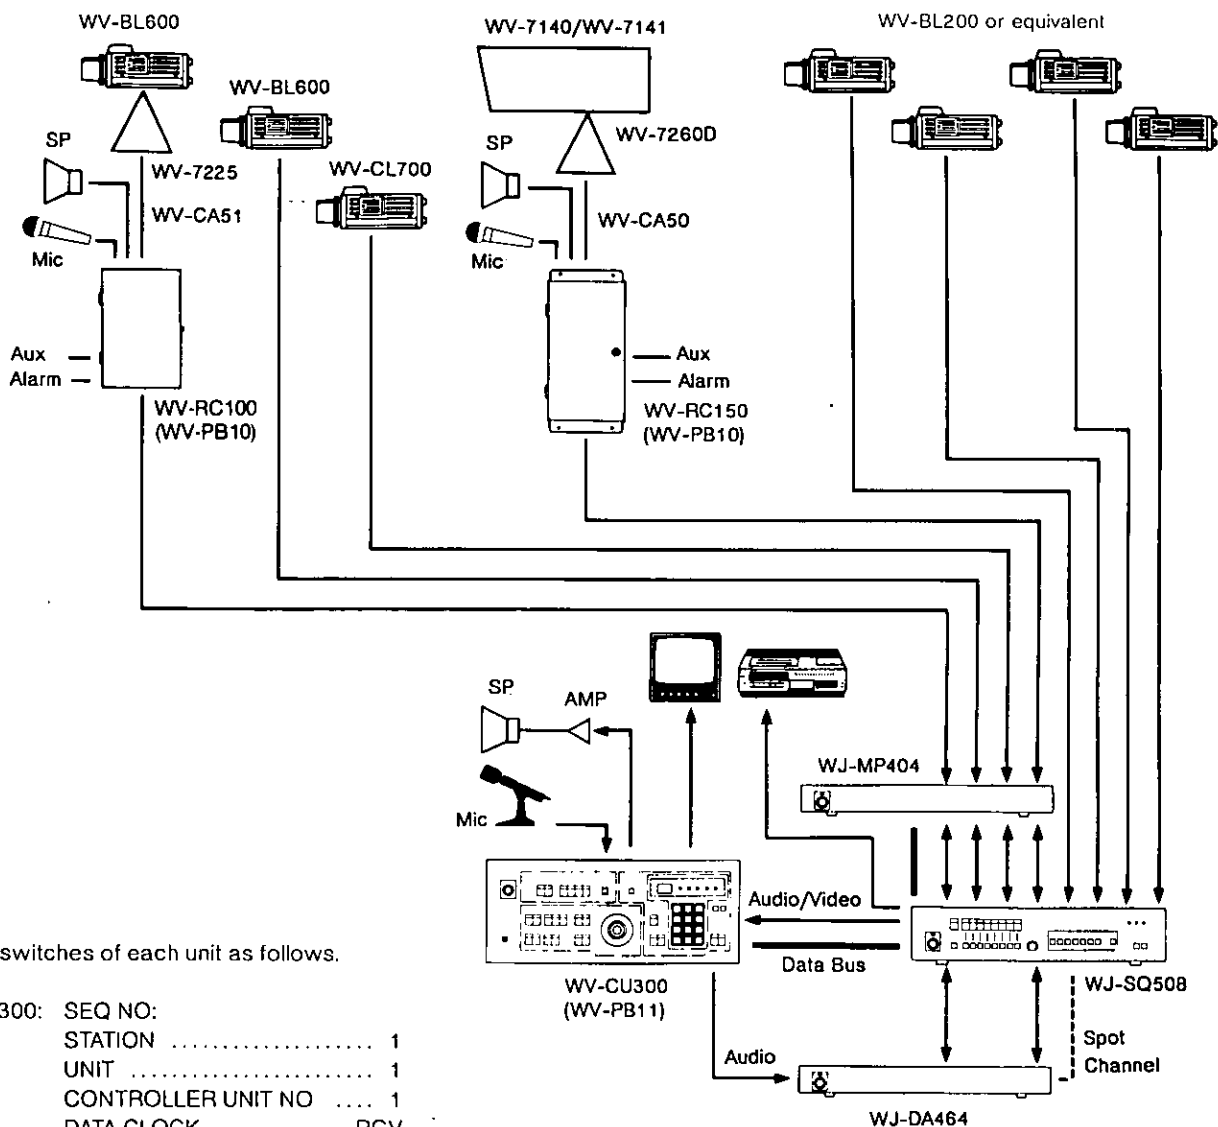 WV-BL600
WV-7140/WV-7141
WV-BL200 or equivalent
WV-BL600
WV-7260D
SP
SP
WV-7225
WV-CL700
WV-CA51
WV-CA50
Mic
Mic
Aux
Alarm
Aux
Alarm
WV-RC100
(WV-PB10)
WV-RC150
(WV-PB10)
SP
AMP
WJ-MP404
Mic
Audio/Video
Data Bus
WV-CU300
(WV-PB11)
WJ-SQ508
Spot
Channel
Audio
WJ-DA464
switches of each unit as follows.
300: SEQ NO:
STATION .................... 1
UNIT ........................ 1
CONTROLLER UNIT NO .... 1
DATA CLOCK RCV